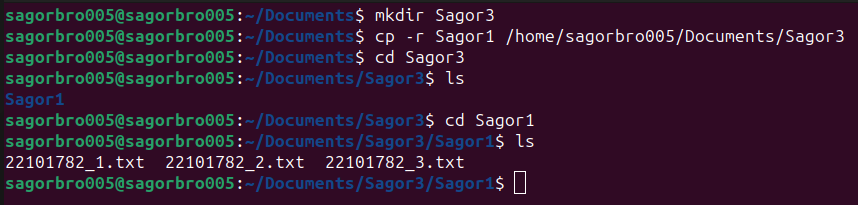 sagorbro005@sagorbro005:~/Documents$ mkdir Sagor3
sagorbro005@sagorbro005:~/Documents$ cp -r Sagor1 /home/sagorbro005/Documents/Sagor3
sagorbro005@sagorbro005:~/Documents$ cd Sagor3
sagorbro005@sagorbro005:~/Documents/Sagor3$ ls
Sagor1
sagorbro005@sagorbro005:~/Documents/Sagor3$ cd Sagor1
sagorbro005@sagorbro005:~/Documents/Sagor3/Sagor1$ ls
22101782_1.txt  22101782_2.txt  22101782_3.txt
sagorbro005@sagorbro005:~/Documents/Sagor3/Sagor1$